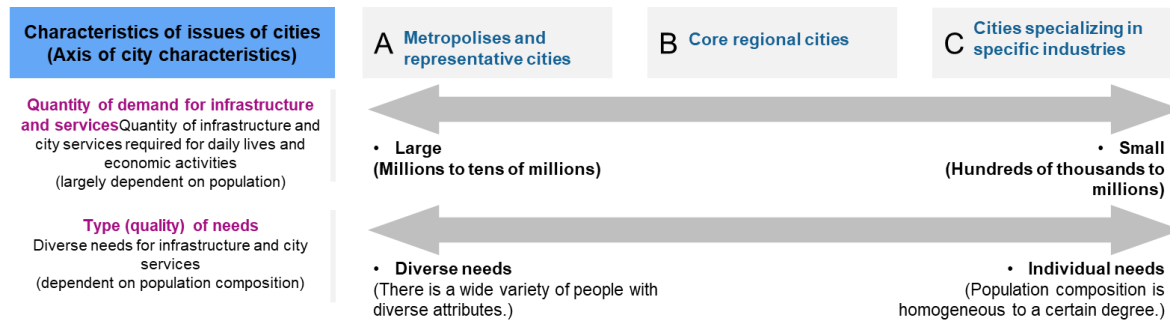 Characteristics of issues of cities
(Axis of city characteristics)
A
Metropolises and
representative cities
B
Core regional cities
C
Cities specializing in
specific industries
Quantity of demand for infrastructure
and servicesQuantity of infrastructure and
city services required for daily lives and
economic activities
(largely dependent on population)
• Large
(Millions to tens of millions)
• Small
(Hundreds of thousands to
millions)
Type (quality) of needs
Diverse needs for infrastructure and city
services
(dependent on population composition)
• Diverse needs
(There is a wide variety of people with
diverse attributes.)
• Individual needs
(Population composition is
homogeneous to a certain degree.)